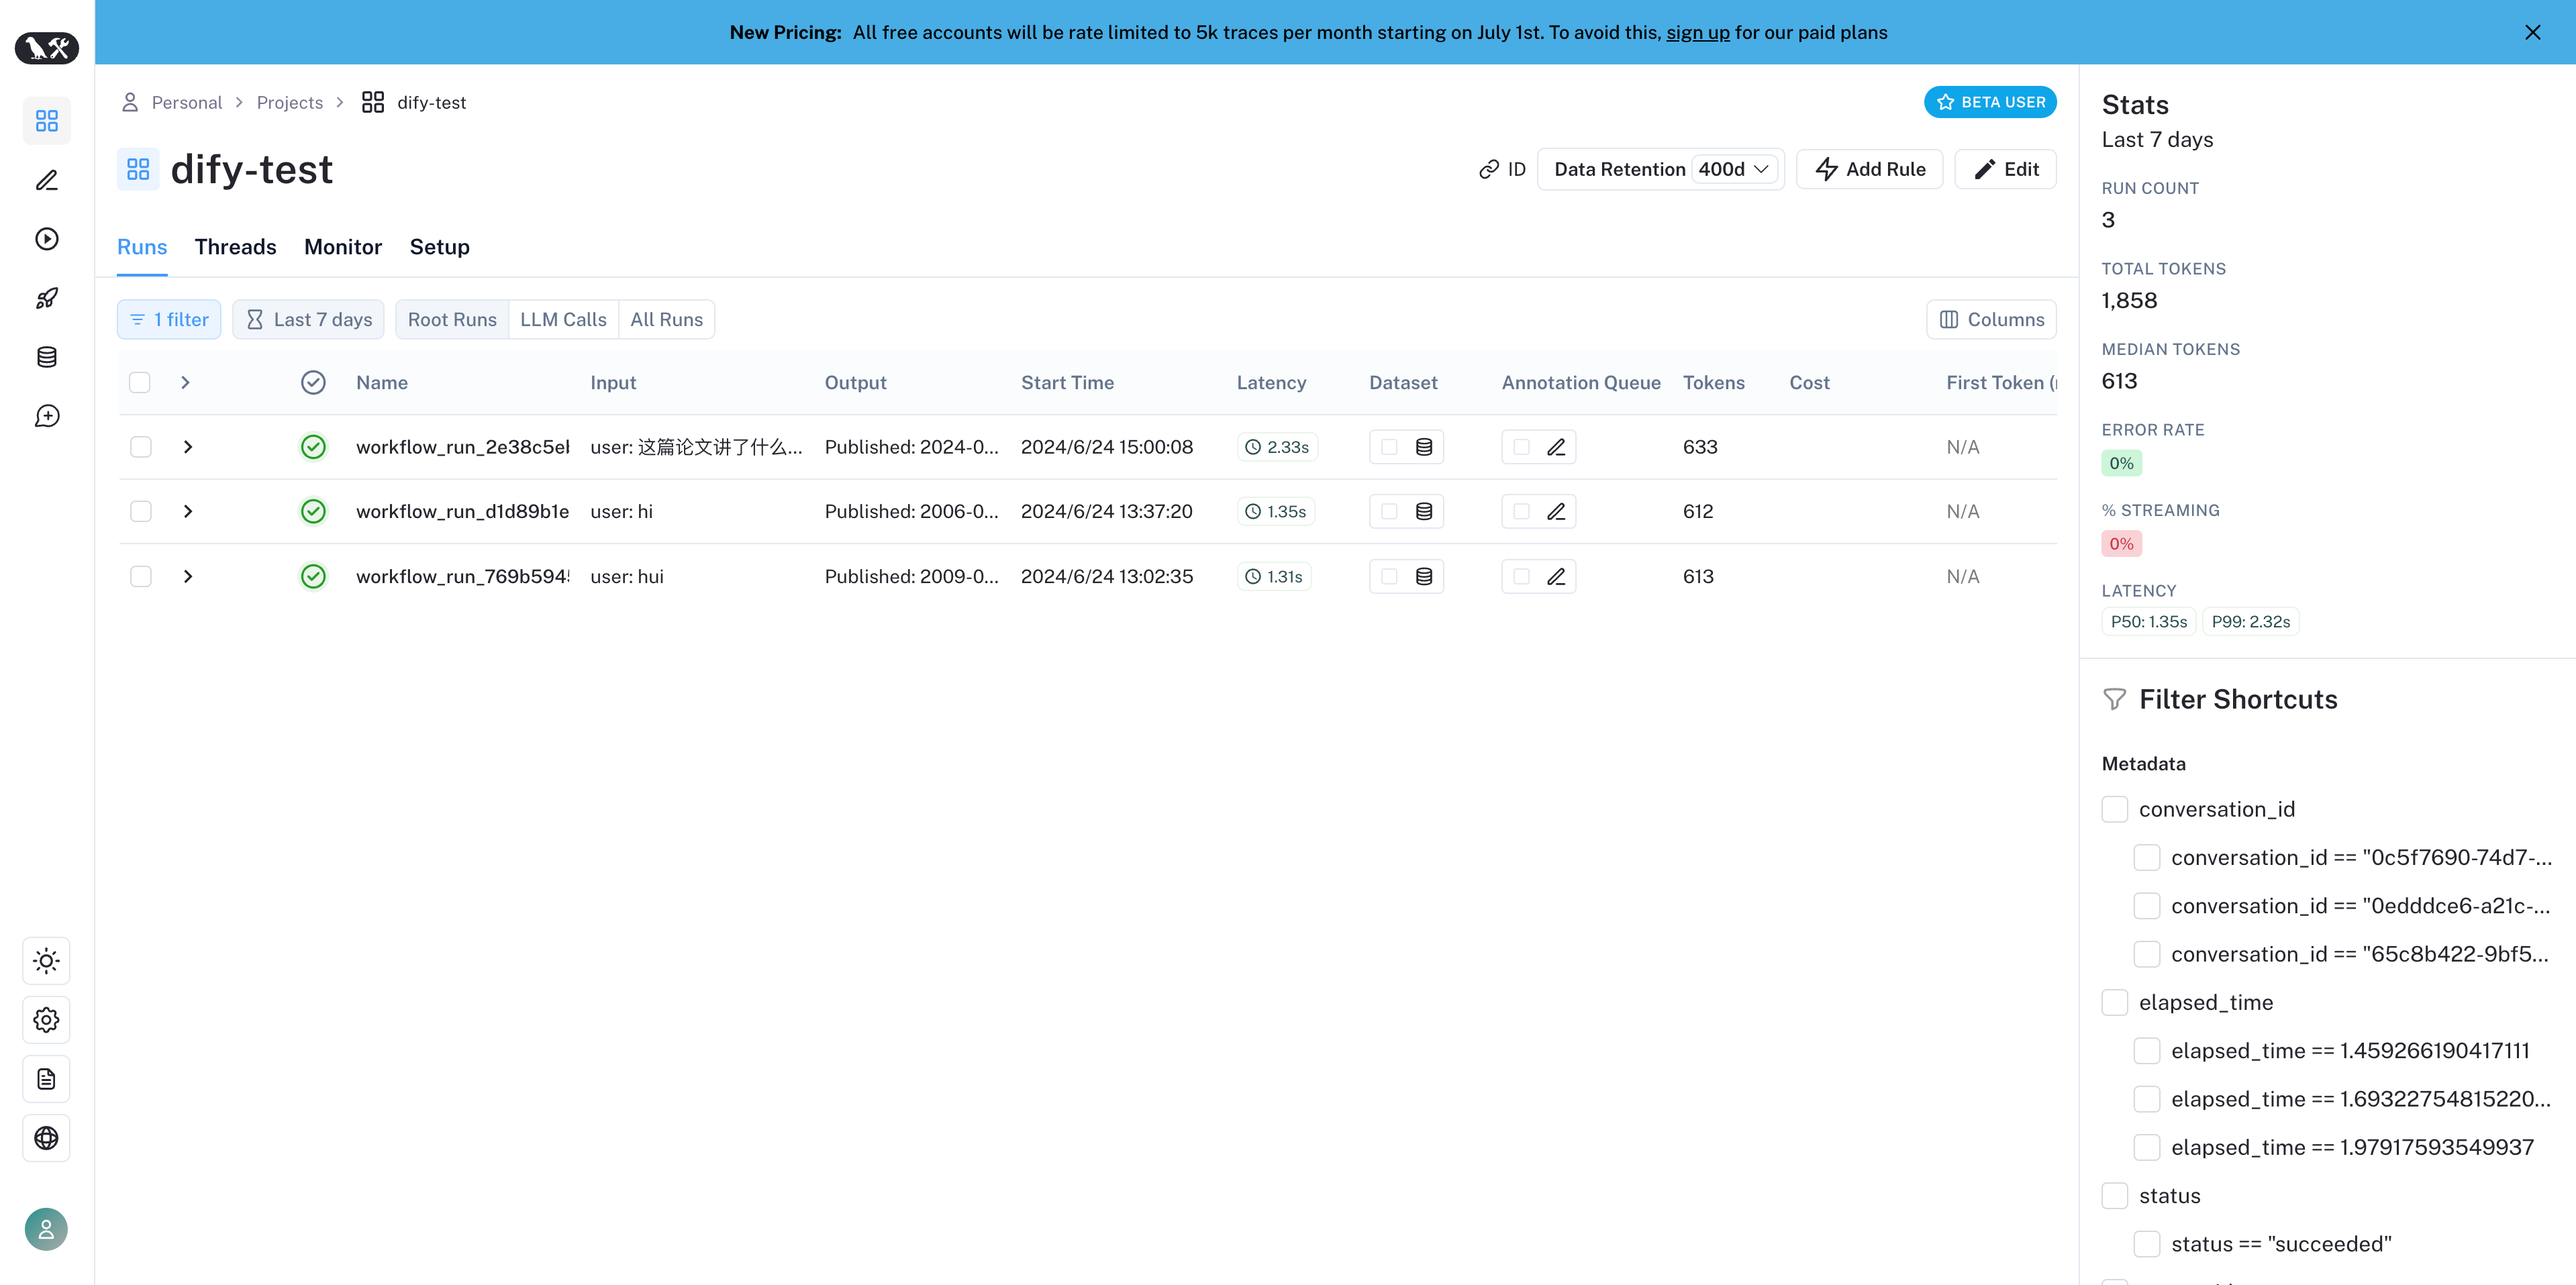 New Pricing: All free accounts will be rate limited to 5k traces per month starting on July 1st. To avoid this, sign up for our paid plans
Personal > Projects > dify-test
BETA USER
dify-test
ID
Data Retention 400d
Add Rule
Edit
Runs Threads Monitor Setup
1 filter
Last 7 days
Root Runs LLM Calls All Runs
Columns
Name Input Output Start Time Latency Dataset Annotation Queue Tokens Cost First Token (
workflow_run_2e38c5e user: 这篇论文讲了什么... Published: 2024-0... 2024/6/24 15:00:08 2.33s 633 N/A
workflow_run_d1d89b1e user: hi Published: 2006-0... 2024/6/24 13:37:20 1.35s 612 N/A
workflow_run_769b594 user: hui Published: 2009-0... 2024/6/24 13:02:35 1.31s 613 N/A
Stats
Last 7 days
RUN COUNT
3
TOTAL TOKENS
1,858
MEDIAN TOKENS
613
ERROR RATE
0%
% STREAMING
0%
LATENCY
P50: 1.35s P99: 2.32s
Filter Shortcuts
Metadata
conversation_id
conversation_id == "0c5f7690-74d7-...
conversation_id == "0edddce6-a21c-...
conversation_id == "65c8b422-9bf5...
elapsed_time
elapsed_time == 1.459266190417111
elapsed_time == 1.69322754815220...
elapsed_time == 1.97917593549937
status
status == "succeeded"